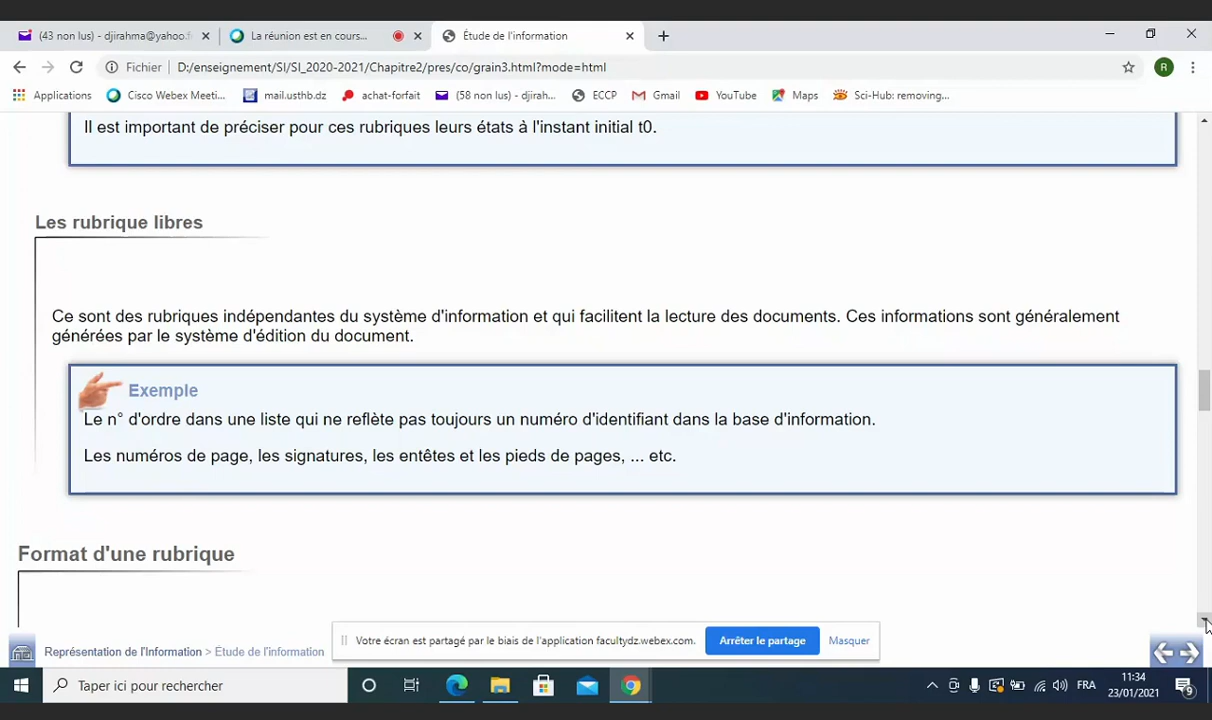 (43 non lus) - djirahma@yahoo.f
La réunion est en cours...
Étude de l'information
Fichier
D:/enseignement/SI/SI_2020-2021/Chapitre2/pres/co/grain3.html?mode=html
R
Applications
Cisco Webex Meeti...
mail.usthb.dz
achat-forfait
(58 non lus) - djirah...
ECCP
Gmail
YouTube
Maps
Sci-Hub: removing...
Il est important de préciser pour ces rubriques leurs états à l'instant initial t0.
Les rubrique libres
Ce sont des rubriques indépendantes du système d'information et qui facilitent la lecture des documents. Ces informations sont généralement
générées par le système d'édition du document.
Exemple
Le n° d'ordre dans une liste qui ne reflète pas toujours un numéro d'identifiant dans la base d'information.
Les numéros de page, les signatures, les entêtes et les pieds de pages, ... etc.
Format d'une rubrique
Votre écran est partagé par le biais de l'application facultydz.webex.com.
Arrêter le partage
Masquer
Représentation de l'Information > Étude de l'information
Taper ici pour rechercher
FRA
11:34
23/01/2021
9